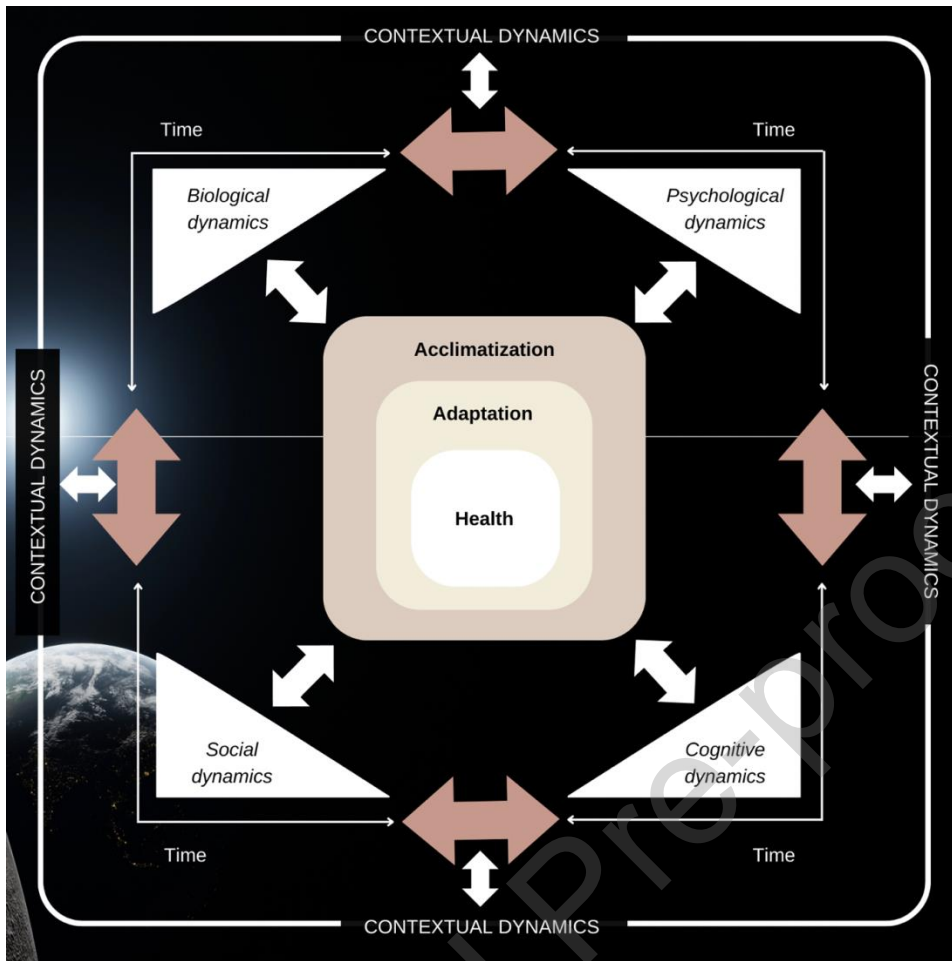 CONTEXTUAL DYNAMICS
Time
Time
Biological
dynamics
Psychological
dynamics
Acclimatization
Adaptation
Health
CONTEXTUAL DYNAMICS
CONTEXTUAL DYNAMICS
Social
dynamics
Cognitive
dynamics
Time
Time
CONTEXTUAL DYNAMICS